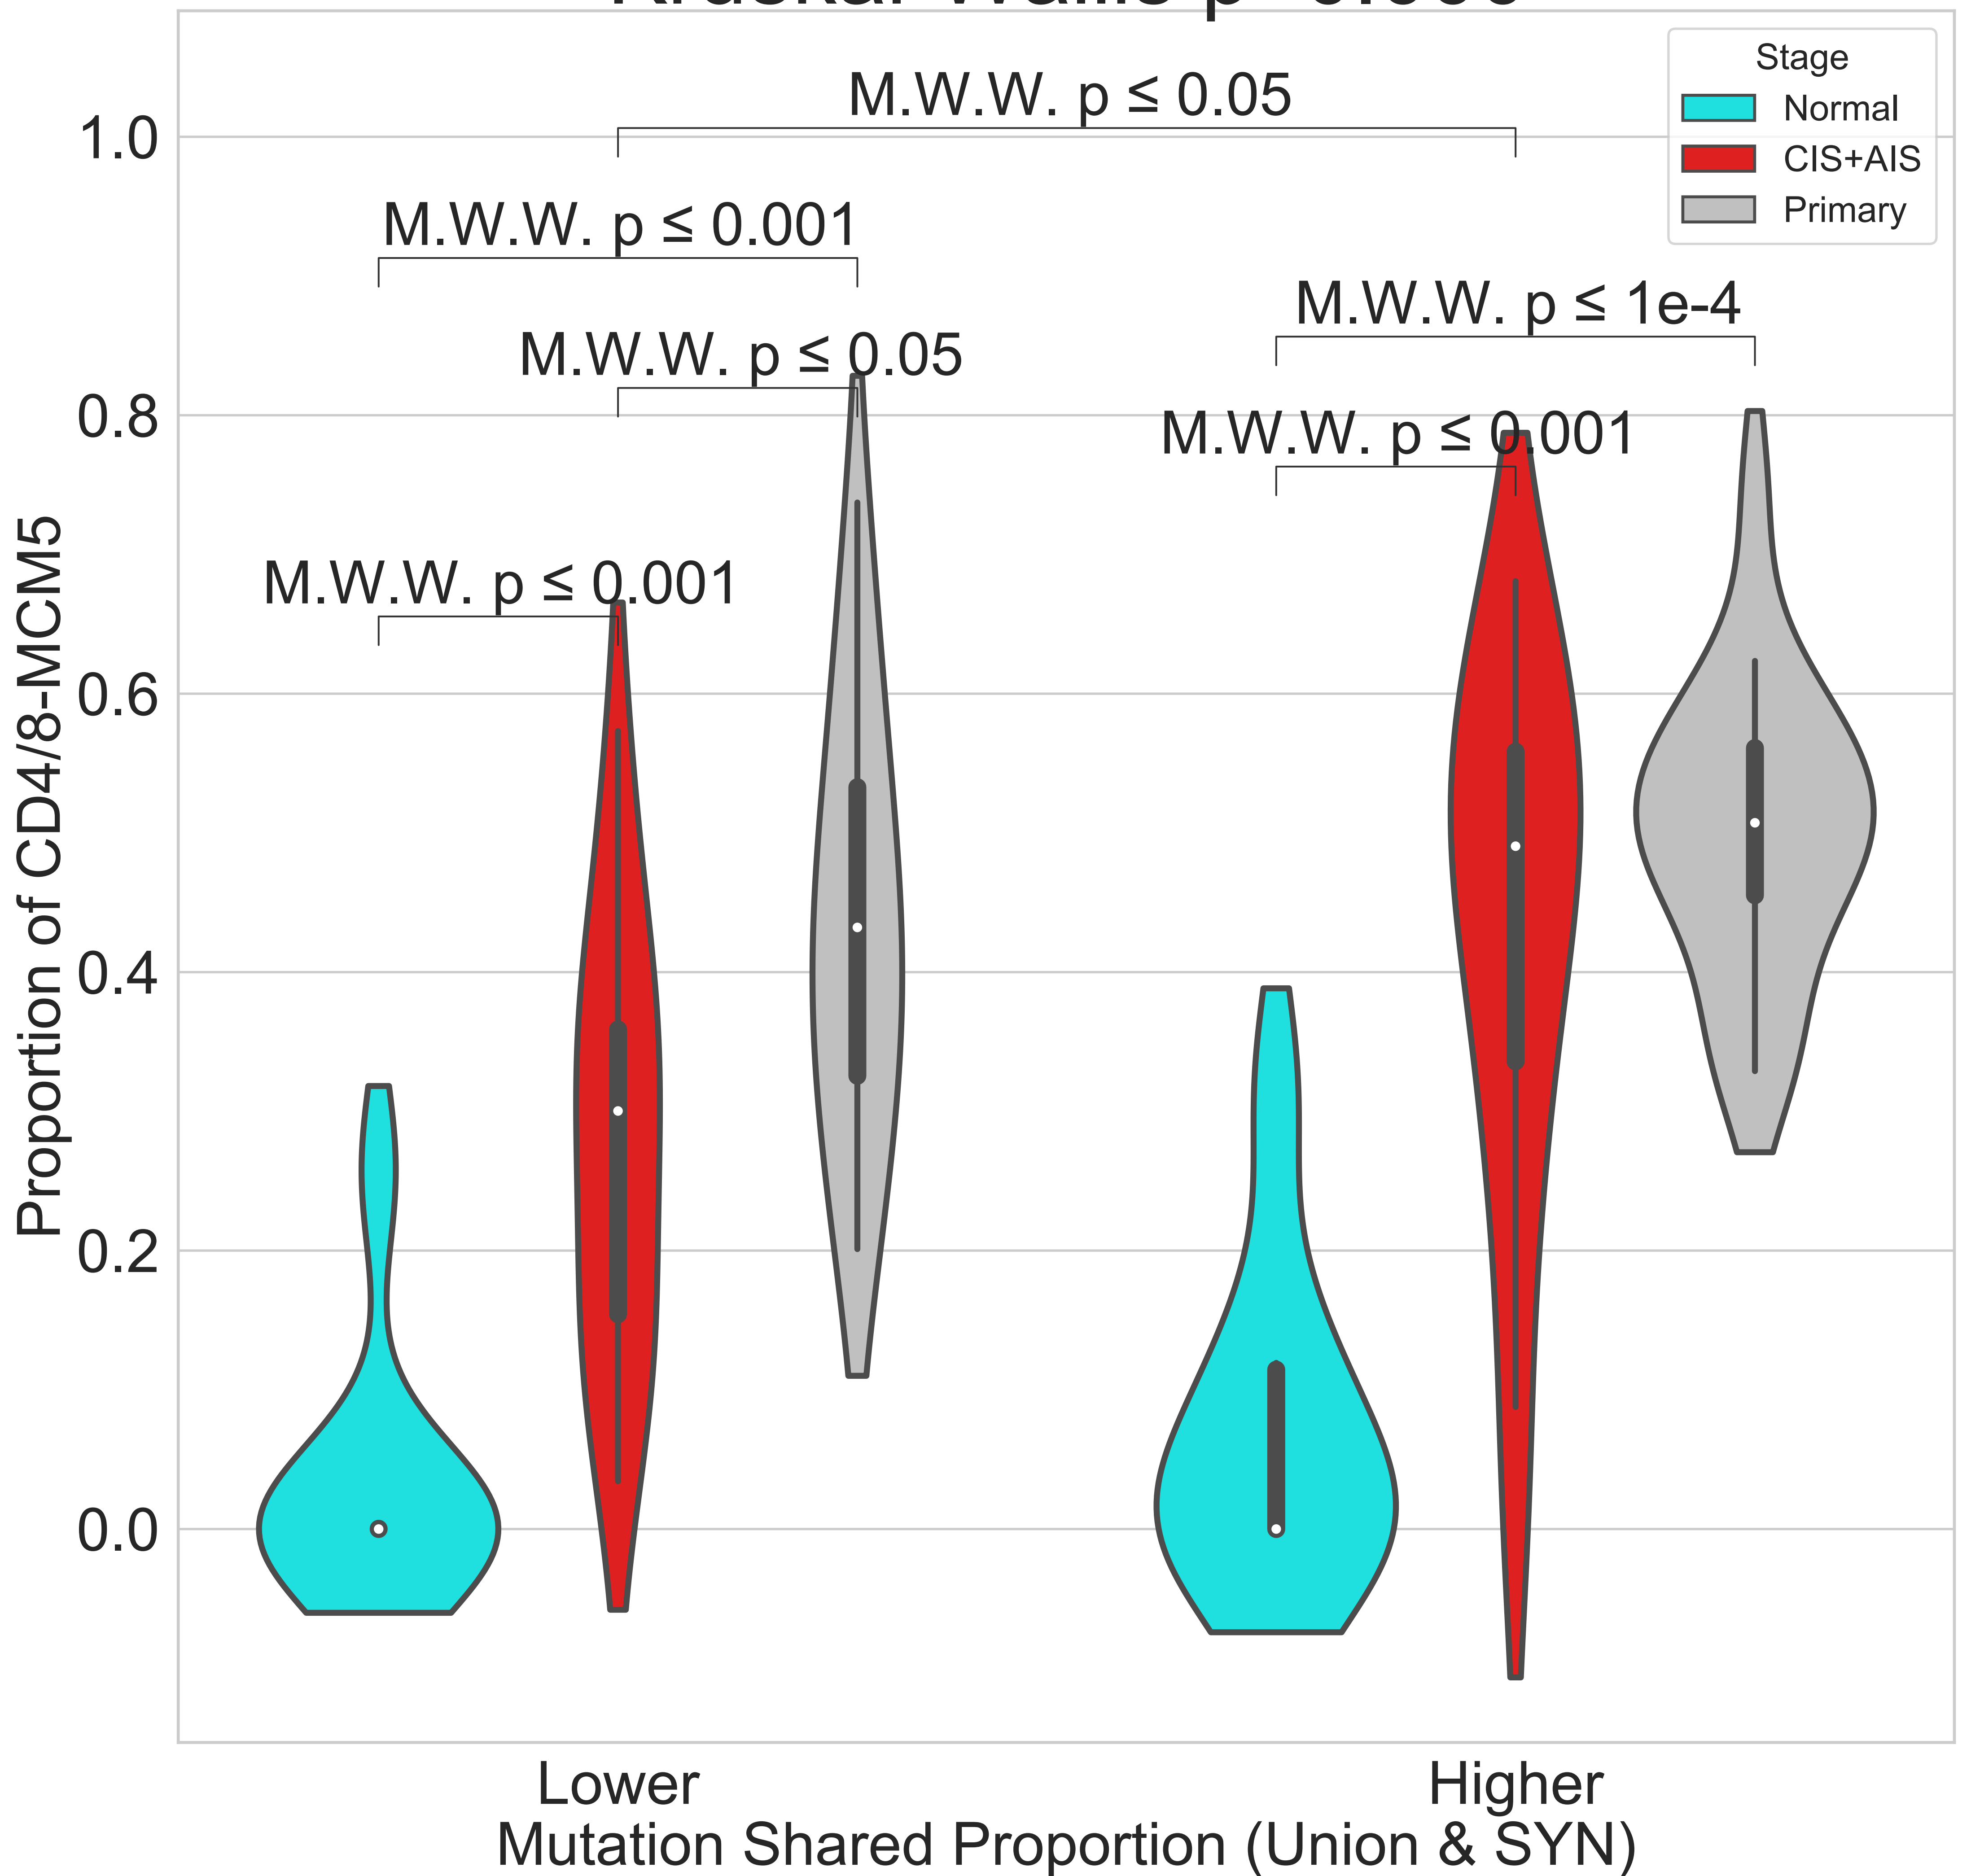 Stage
Normal
CIS+AIS
Primary
M.W.W. p ≤ 0.05
M.W.W. p ≤ 0.001
M.W.W. p ≤ 1e-4
M.W.W. p ≤ 0.05
M.W.W. p ≤ 0.001
M.W.W. p ≤ 0.001
1.0
0.8
0.6
0.4
0.2
0.0
Proportion of CD4/8-MCM5
Lower
Higher
Mutation Shared Proportion (Union & SYN)